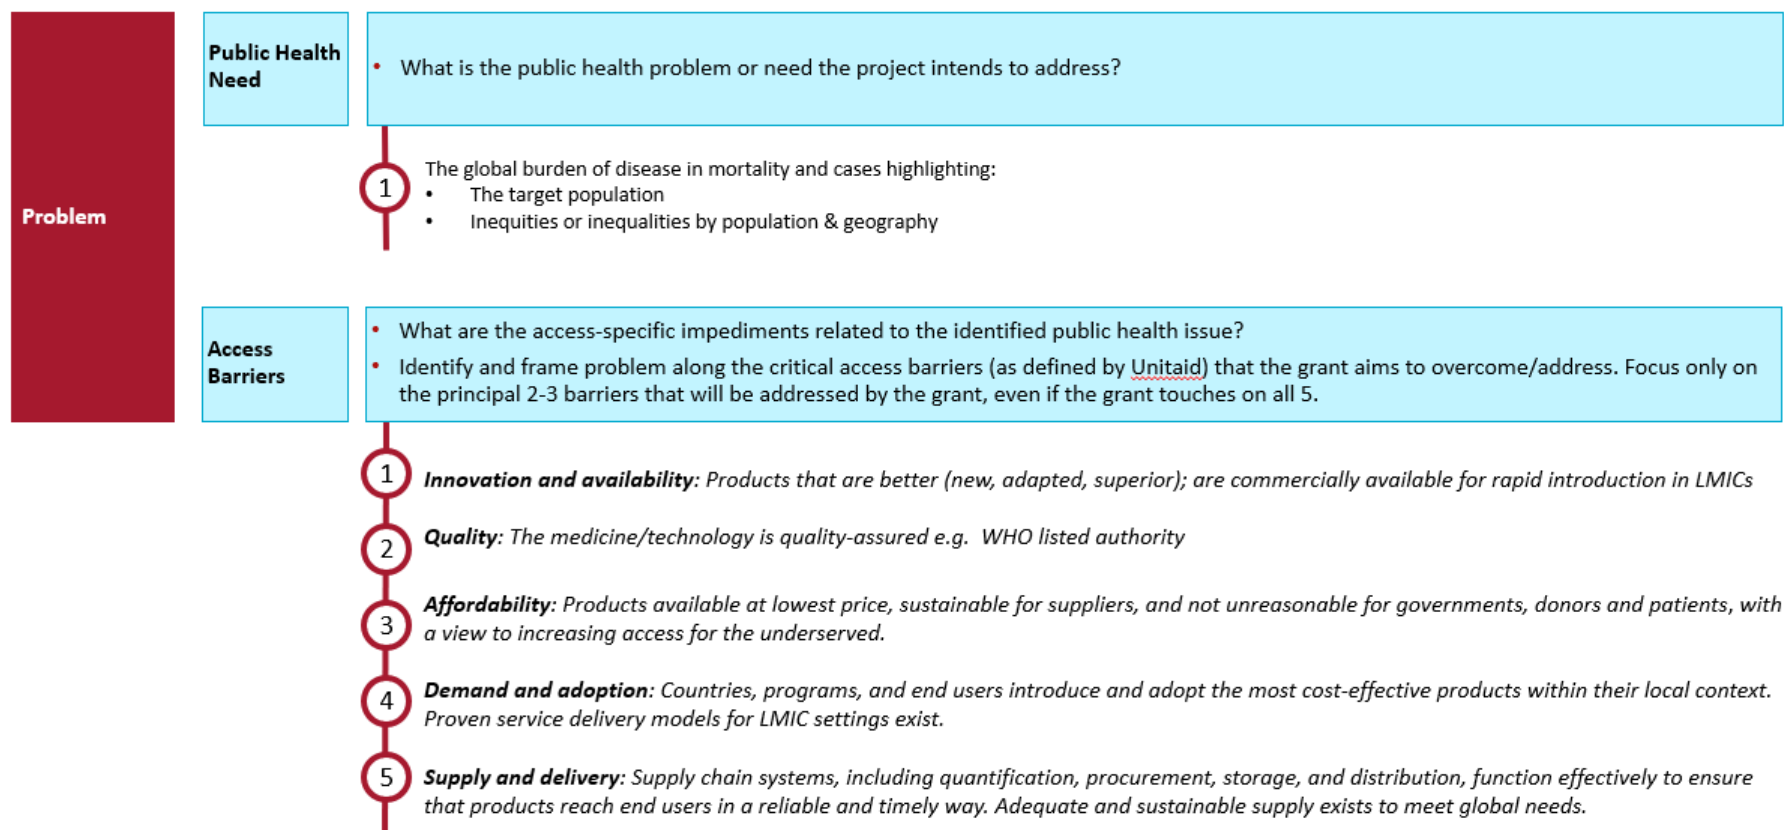 Problem
Public Health
Need
• What is the public health problem or need the project intends to address?
1
The global burden of disease in mortality and cases highlighting:
• The target population
• Inequities or inequalities by population & geography
Access
Barriers
• What are the access-specific impediments related to the identified public health issue?
• Identify and frame problem along the critical access barriers (as defined by Unitaid) that the grant aims to overcome/address. Focus only on
the principal 2-3 barriers that will be addressed by the grant, even if the grant touches on all 5.
1
Innovation and availability: Products that are better (new, adapted, superior); are commercially available for rapid introduction in LMICs
2
Quality: The medicine/technology is quality-assured e.g.  WHO listed authority
3
Affordability: Products available at lowest price, sustainable for suppliers, and not unreasonable for governments, donors and patients, with
a view to increasing access for the underserved.
4
Demand and adoption: Countries, programs, and end users introduce and adopt the most cost-effective products within their local context.
Proven service delivery models for LMIC settings exist.
5
Supply and delivery: Supply chain systems, including quantification, procurement, storage, and distribution, function effectively to ensure
that products reach end users in a reliable and timely way. Adequate and sustainable supply exists to meet global needs.